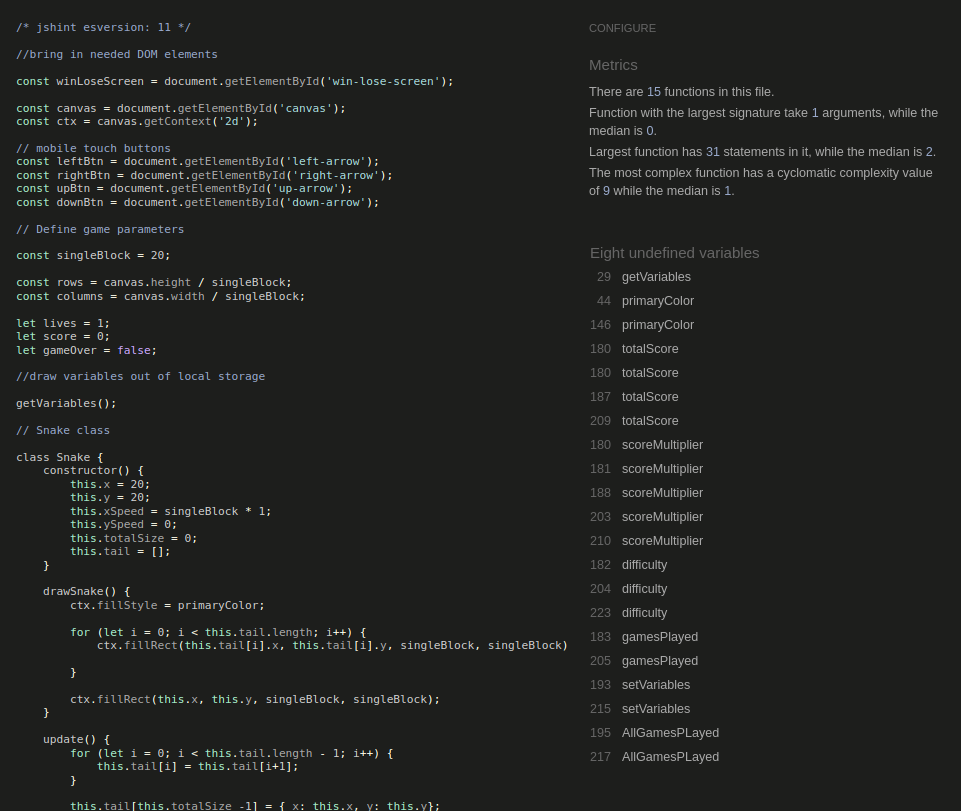 /* jshint esversion: 11 */
//bring in needed DOM elements
const winLoseScreen = document.getElementById('win-lose-screen');
const canvas = document.getElementById('canvas');
const ctx = canvas.getContext('2d');
// mobile touch buttons
const leftBtn = document.getElementById('left-arrow');
const rightBtn = document.getElementById('right-arrow');
const upBtn = document.getElementById('up-arrow');
const downBtn = document.getElementById('down-arrow');
// Define game parameters
const singleBlock = 20;
const rows = canvas.height / singleBlock;
const columns = canvas.width / singleBlock;
let lives = 1;
let score = 0;
let gameOver = false;
//draw variables out of local storage
getVariables();
// Snake class
class Snake {
constructor() {
this.x = 20;
this.y = 20;
this.xSpeed = singleBlock * 1;
this.ySpeed = 0;
this.totalSize = 0;
this.tail = [];
}
drawSnake() {
ctx.fillStyle = primaryColor;
for (let i = 0; i < this.tail.length; i++) {
ctx.fillRect(this.tail[i].x, this.tail[i].y, singleBlock, singleBlock)
}
ctx.fillRect(this.x, this.y, singleBlock, singleBlock);
}
update() {
for (let i = 0; i < this.tail.length - 1; i++) {
this.tail[i] = this.tail[i+1];
}
this.tail[this.totalSize -1] = { x: this.x, y: this.y};
CONFIGURE
Metrics
There are 15 functions in this file.
Function with the largest signature take 1 arguments, while the
median is 0.
Largest function has 31 statements in it, while the median is 2.
The most complex function has a cyclomatic complexity value
of 9 while the median is 1.
Eight undefined variables
29 getVariables
44 primaryColor
146 primaryColor
180 totalScore
180 totalScore
187 totalScore
209 totalScore
180 scoreMultiplier
181 scoreMultiplier
188 scoreMultiplier
203 scoreMultiplier
210 scoreMultiplier
182 difficulty
204 difficulty
223 difficulty
183 gamesPlayed
205 gamesPlayed
193 setVariables
215 setVariables
195 AllGamesPLayed
217 AllGamesPLayed